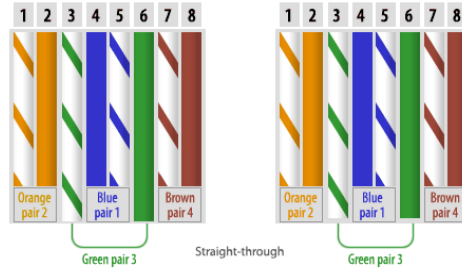 1 2 3 4 5 6 7 8
1 2 3 4 5 6 7 8
Orange
pair 2
Blue
pair 1
Brown
pair 4
Orange
pair 2
Blue
pair 1
Brown
pair 4
Green pair 3
Straight-through
Green pair 3